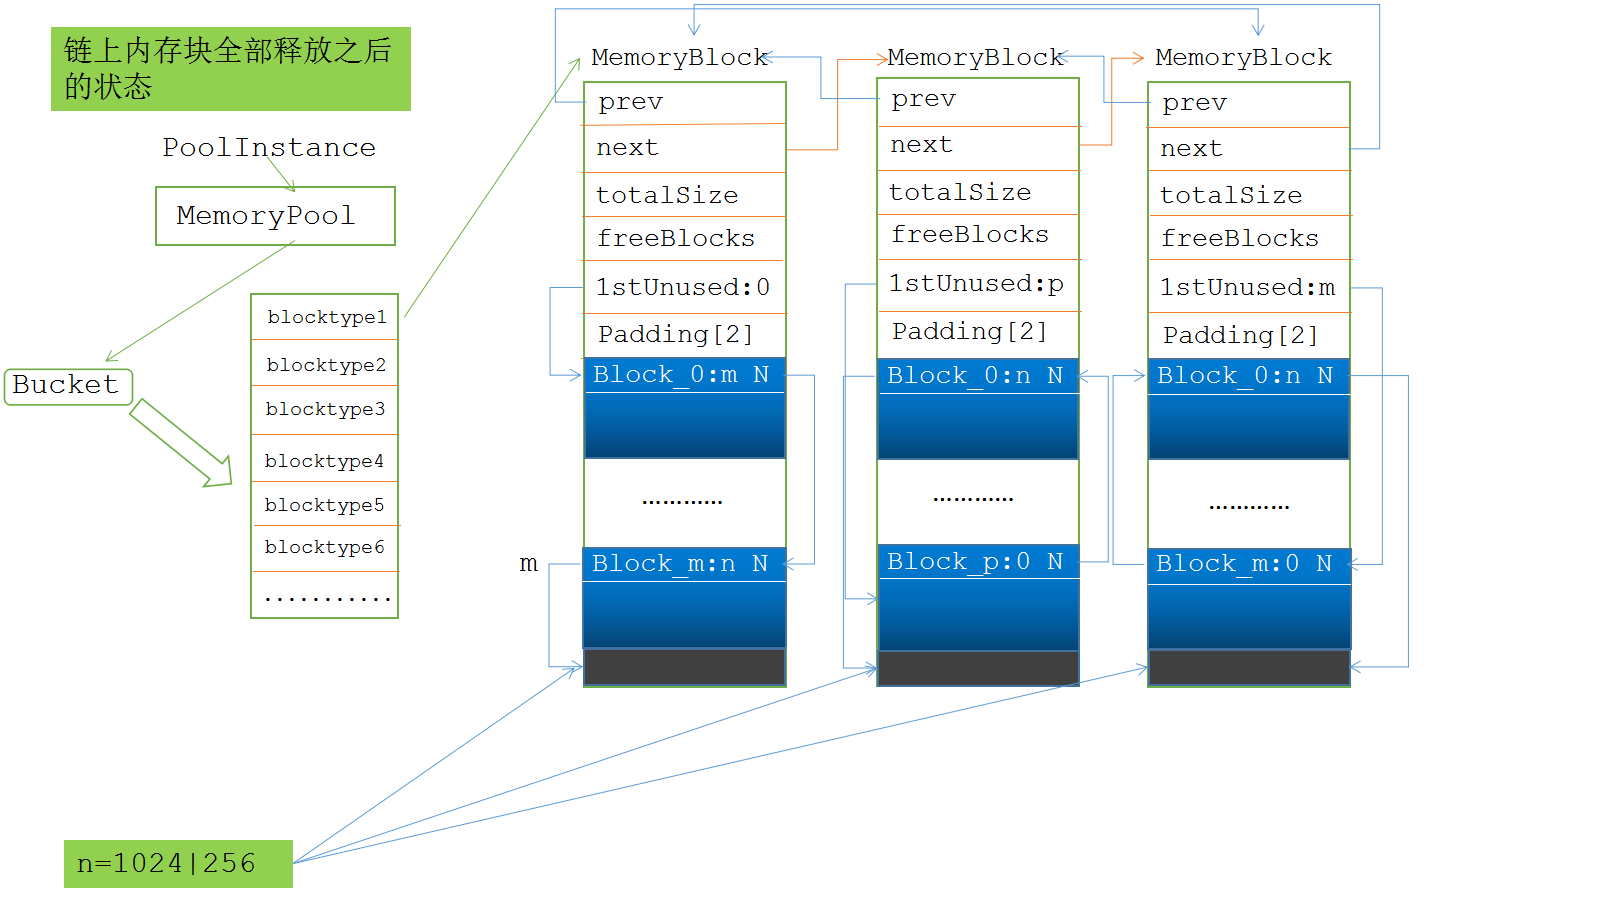 链上内存块全部释放之后
的状态
PoolInstance
MemoryPool
Bucket
blocktype1
blocktype2
blocktype3
blocktype4
blocktype5
blocktype6
...........
MemoryBlock
prev
next
totalSize
freeBlocks
1stUnused:0
Padding[2]
Block_0:m N
…………
m
Block_m:n N
MemoryBlock
prev
next
totalSize
freeBlocks
1stUnused:p
Padding[2]
Block_0:n N
…………
Block_p:0 N
MemoryBlock
prev
next
totalSize
freeBlocks
1stUnused:m
Padding[2]
Block_0:n N
…………
Block_m:0 N
n=1024|256